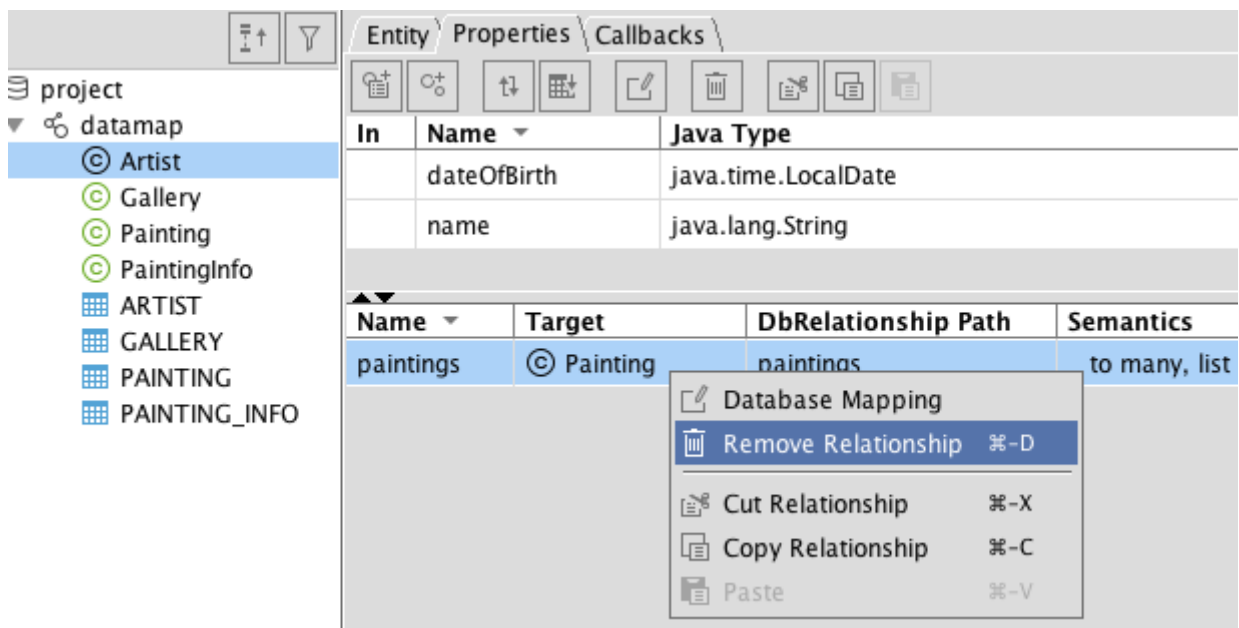 Entity Properties Callbacks
project
datamap
Artist
Gallery
Painting
PaintingInfo
ARTIST
GALLERY
PAINTING
PAINTING_INFO
In Name Java Type
dateOfBirth java.time.LocalDate
name java.lang.String
Name Target DbRelationship Path Semantics
paintings © Painting paintings to many, list
Database Mapping
Remove Relationship ⌘-D
Cut Relationship ⌘-X
Copy Relationship ⌘-C
Paste ⌘-V